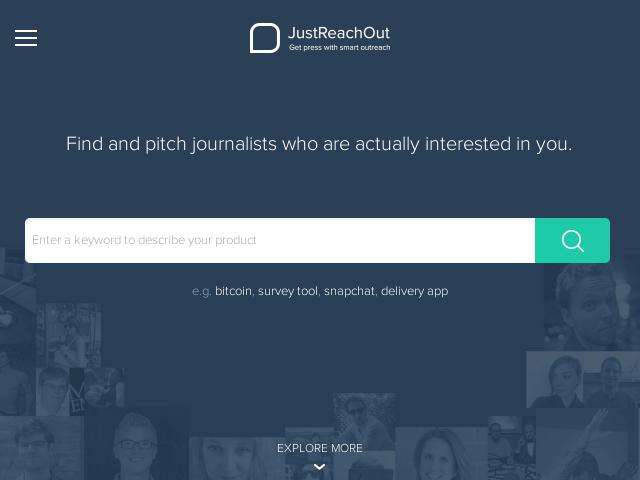 JustReachOut
Get press with smart outreach
Find and pitch journalists who are actually interested in you.
Enter a keyword to describe your product
e.g. bitcoin, survey tool, snapchat, delivery app
EXPLORE MORE